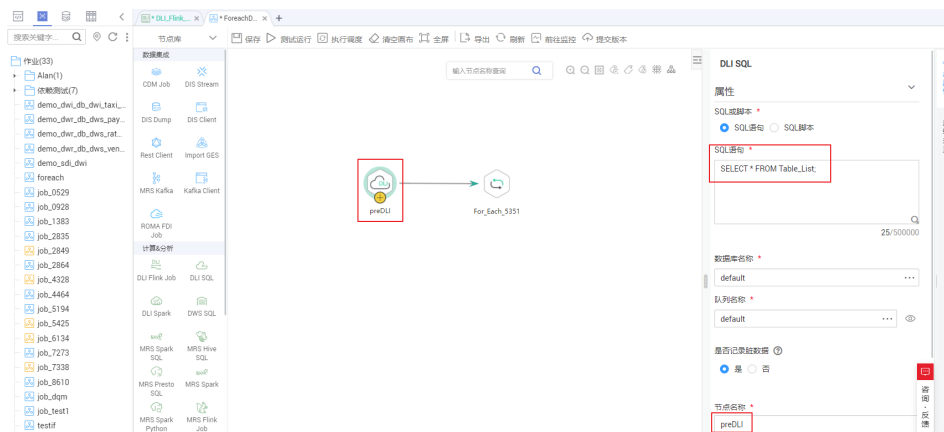 * DLI_Flink_... ×
* ForeachD... ×
+
搜索关键字...
节点库
保存
测试运行
执行调度
清空画布
全屏
导出
刷新
前往监控
提交版本
作业(33)
Alan(1)
依赖测试(7)
demo_dwi_db_dwi_taxi_...
demo_dwr_db_dws_pay...
demo_dwr_db_dws_rat...
demo_dwr_db_dws_ven...
demo_sdi_dwi
foreach
job_0529
job_0928
job_1383
job_2835
job_2849
job_2864
job_4328
job_4464
job_5194
job_5425
job_6134
job_7273
job_7338
job_8610
job_dqm
job_test1
testif
数据集成
CDM Job
DIS Stream
DIS Dump
DIS Client
Rest Client
Import GES
MRS Kafka
Kafka Client
ROMA FDI
Job
计算&分析
DLI Flink Job
DLI SQL
DLI Spark
DWS SQL
MRS Spark
SQL
MRS Hive
SQL
MRS Presto
SQL
MRS Spark
MRS Spark
Python
MRS Flink
Job
输入节点名称查询
DLI
preDLI
For_Each_5351
DLI SQL
属性
SQL或脚本 *
SQL语句
SQL脚本
SQL语句 *
SELECT * FROM Table_List;
25/500000
数据库名称 *
default
...
队列名称 *
default
...
是否记录脏数据
是
否
节点名称 *
preDLI
咨询·反馈